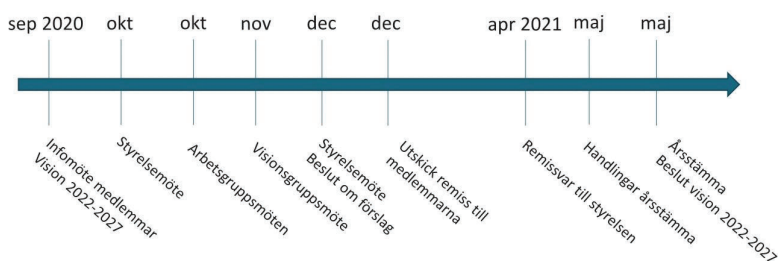 sep 2020
okt
okt
nov
dec
dec
apr 2021
maj
maj
Infomöte medlemmar
Vision 2022-2027
Styrelsemöte
Arbetsgruppsmöten
Visionsgruppsmöte
Styrelsemöte
Beslut om förslag
Utskick remiss till
medlemmarna
Remissvar till styrelsen
Handlingar årsstämma
Årsstämma
Beslut vision 2022-2027